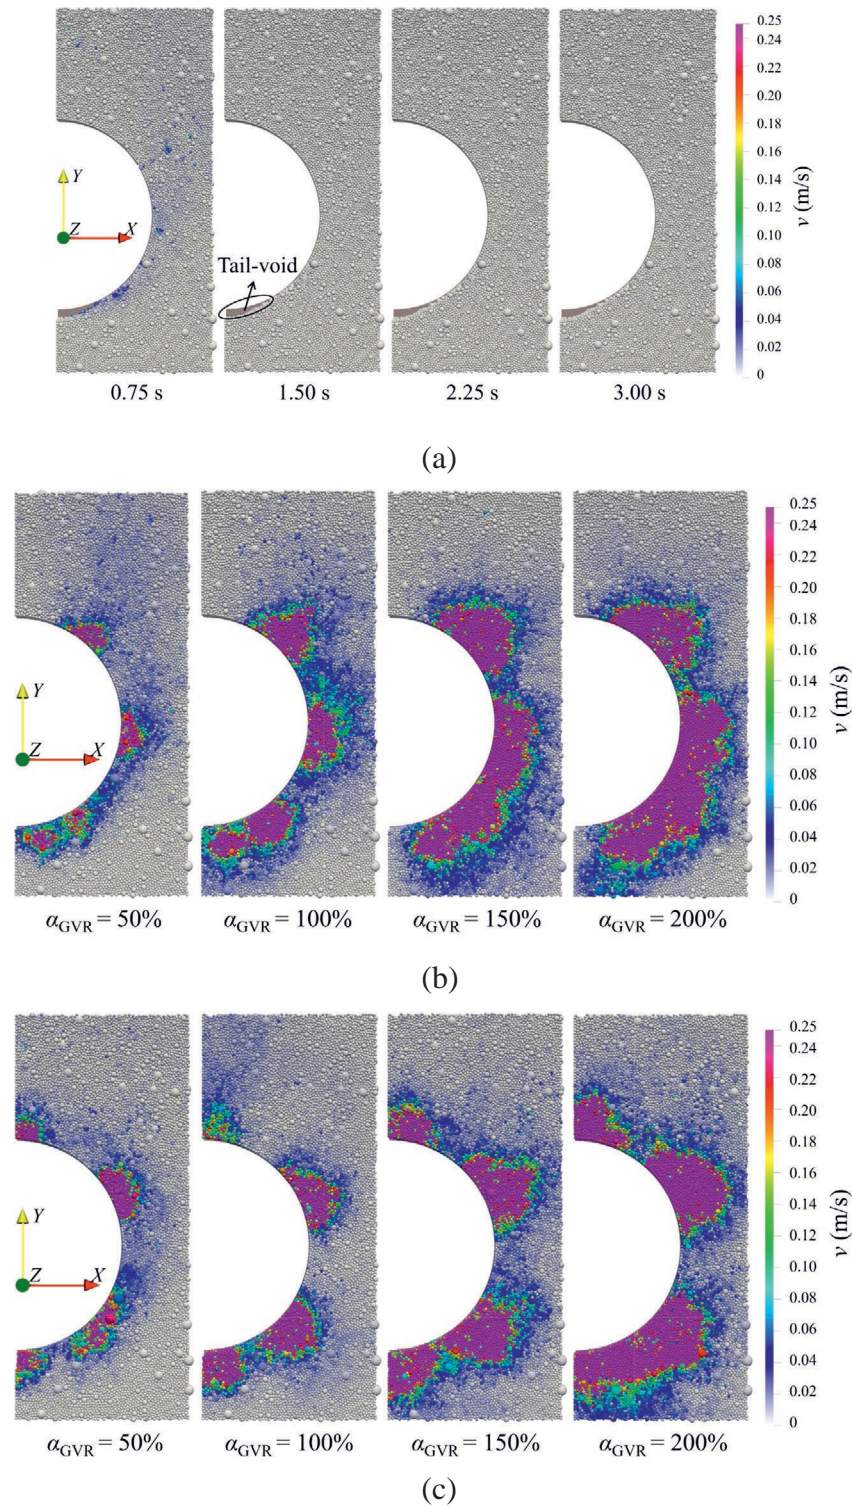 0.25
0.24
0.22
0.20
0.18
0.16
0.14
0.12
0.10
0.08
0.06
0.04
0.02
0
v (m/s)
Y
Z X
Tail-void
0.75 s 1.50 s 2.25 s 3.00 s
(a)
0.25
0.24
0.22
0.20
0.18
0.16
0.14
0.12
0.10
0.08
0.06
0.04
0.02
0
v (m/s)
Y
Z X
αGVR = 50% αGVR = 100% αGVR = 150% αGVR = 200%
(b)
0.25
0.24
0.22
0.20
0.18
0.16
0.14
0.12
0.10
0.08
0.06
0.04
0.02
0
v (m/s)
Y
Z X
αGVR = 50% αGVR = 100% αGVR = 150% αGVR = 200%
(c)